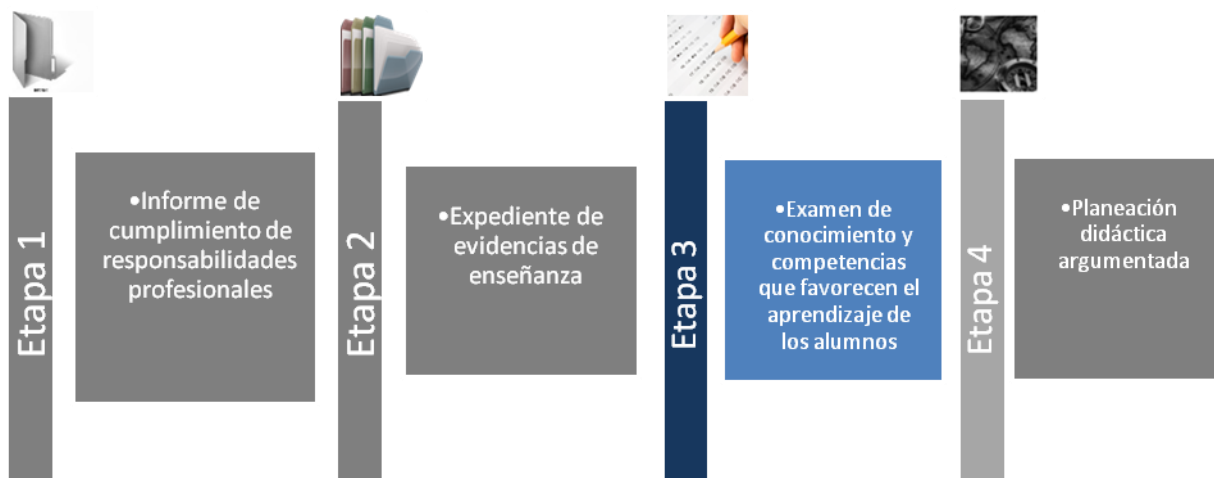 Etapa 1
•Informe de
cumplimiento de
responsabilidades
profesionales
Etapa 2
•Expediente de
evidencias de
enseñanza
Etapa 3
•Examen de
conocimiento y
competencias
que favorecen el
aprendizaje de
los alumnos
Etapa 4
•Planeación
didáctica
argumentada